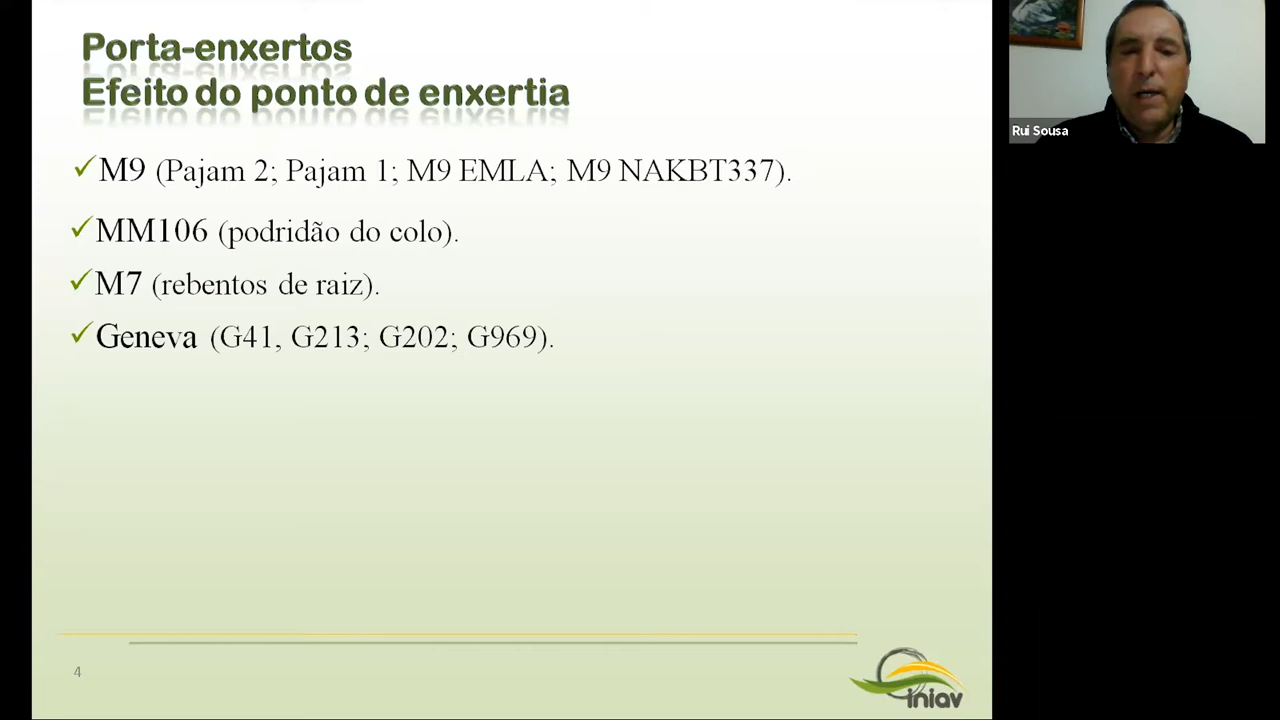 Porta-enxertos
Efeito do ponto de enxertia
M9 (Pajam 2; Pajam 1; M9 EMLA; M9 NAKBT337).
MM106 (podridão do colo).
M7 (rebentos de raiz).
Geneva (G41, G213; G202; G969).
4
iniav
Rui Sousa